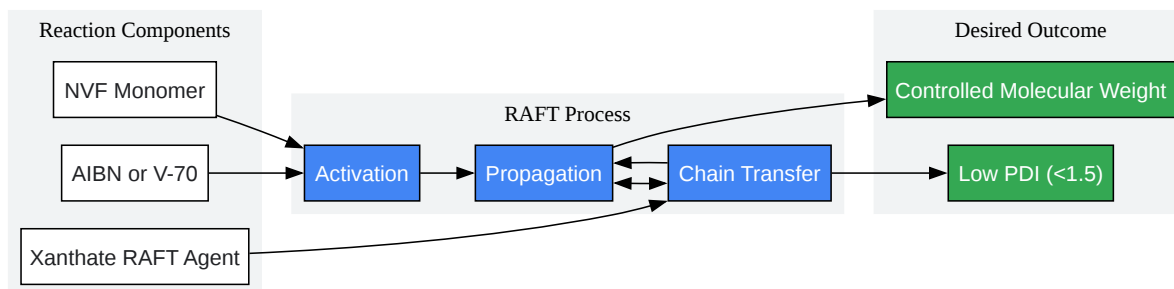 Reaction Components
NVF Monomer
AIBN or V-70
Xanthate RAFT Agent
RAFT Process
Activation
Propagation
Chain Transfer
Desired Outcome
Controlled Molecular Weight
Low PDI (<1.5)